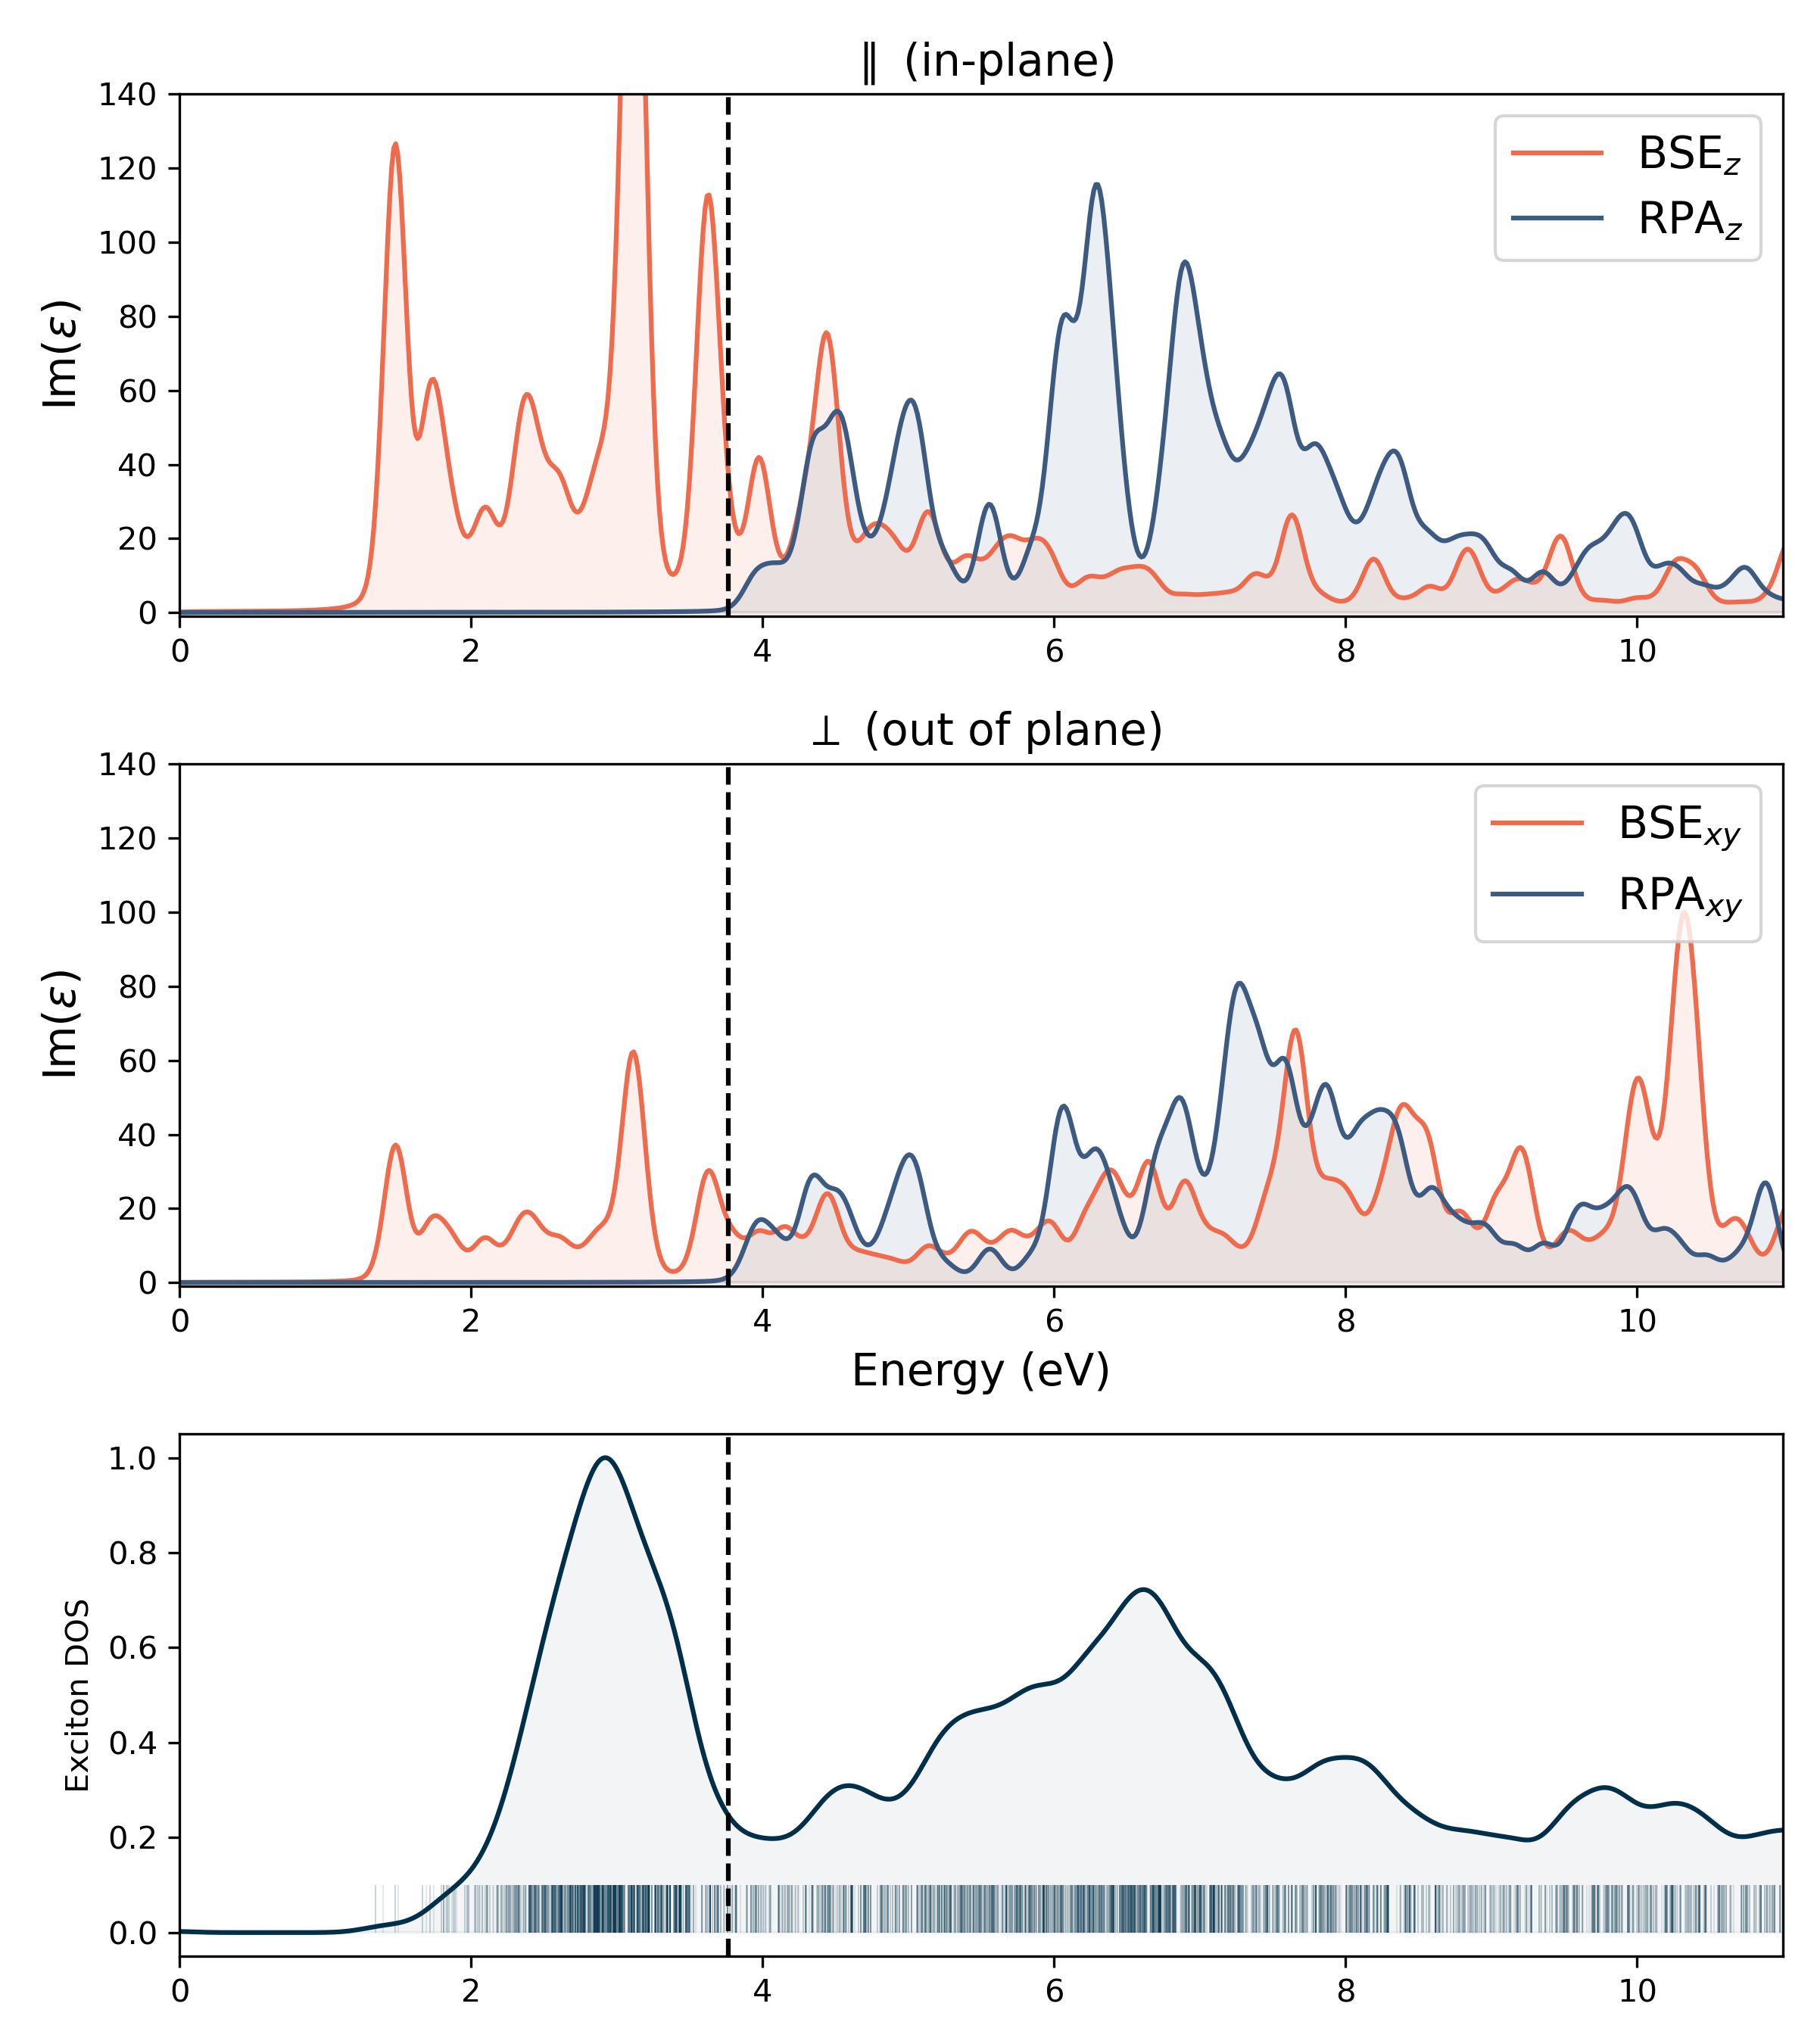 ∥ (in-plane)
140
120
100
80
60
40
20
0
Im(ε)
BSE_z
RPA_z
0 2 4 6 8 10
⊥ (out of plane)
140
120
100
80
60
40
20
0
Im(ε)
BSE_xy
RPA_xy
0 2 4 6 8 10
Energy (eV)
1.0
0.8
0.6
0.4
0.2
0.0
Exciton DOS
0 2 4 6 8 10